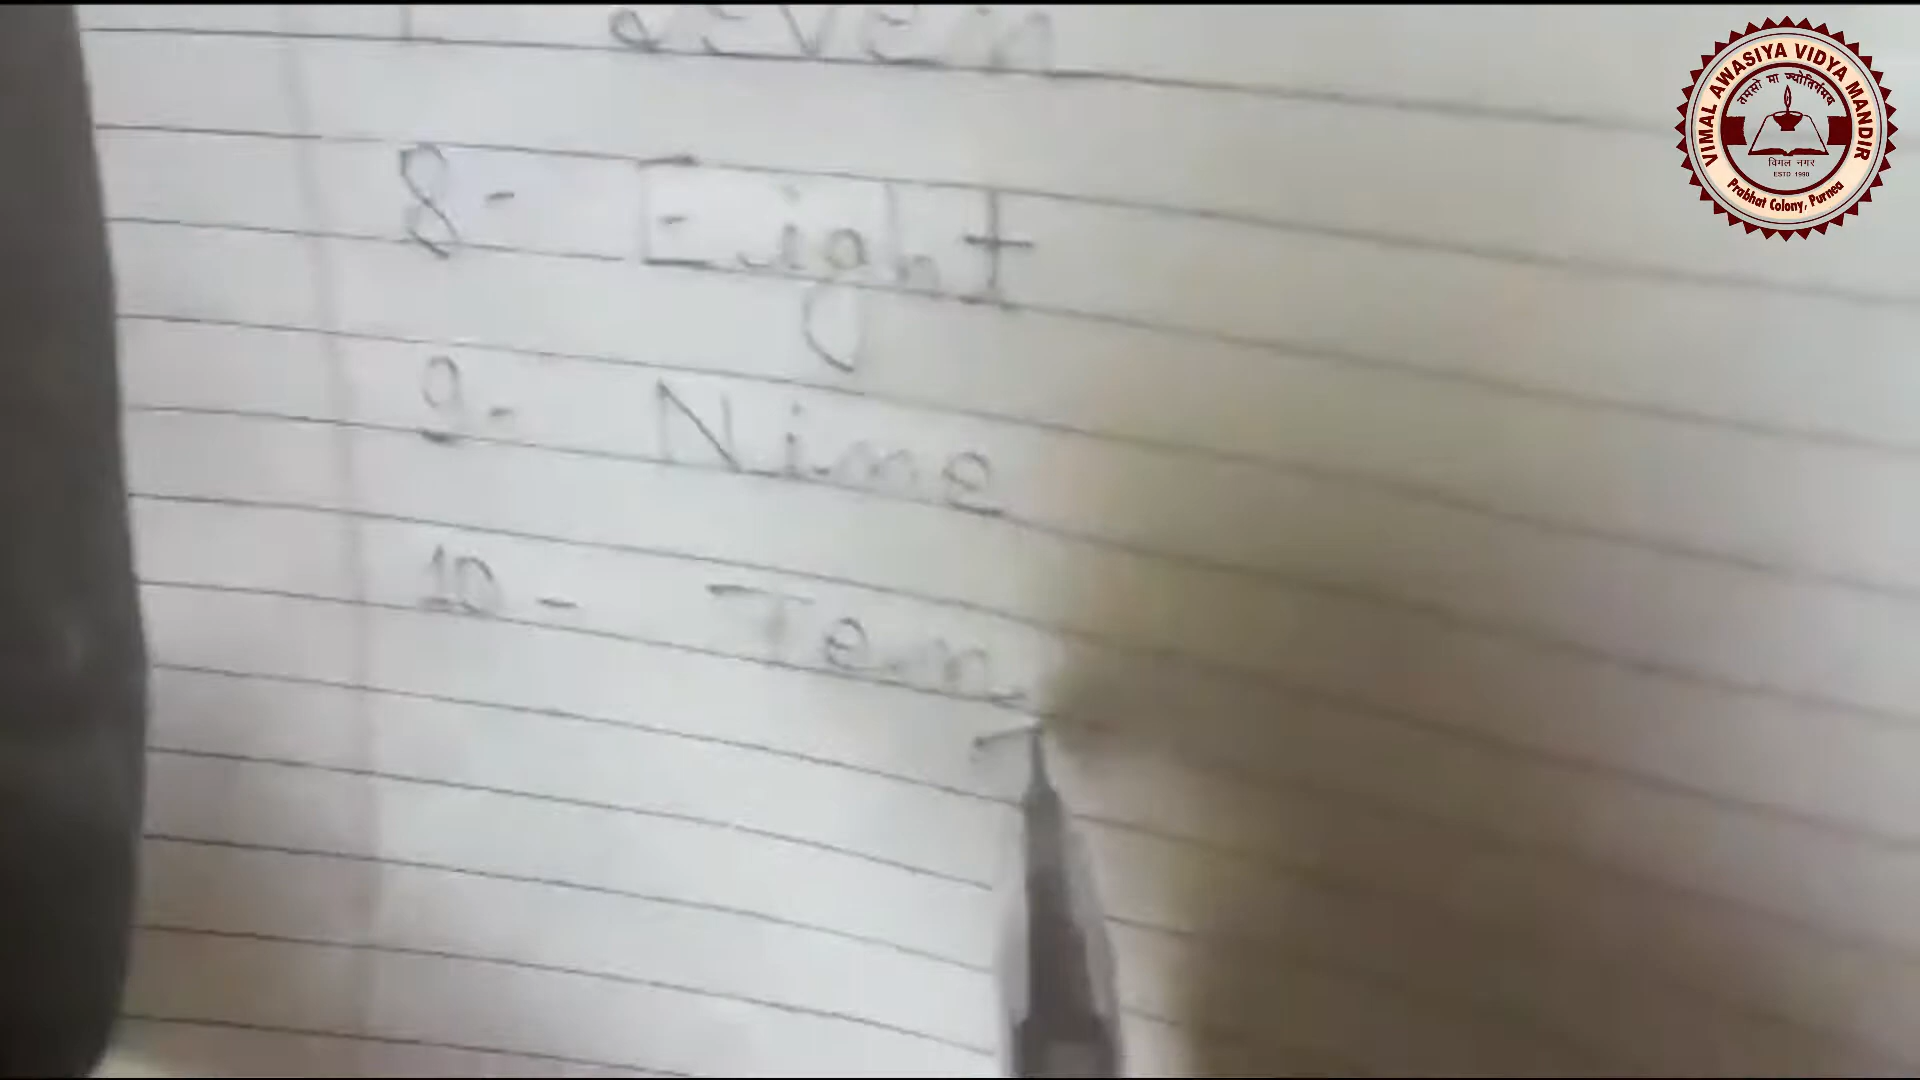 Seven
8- Eight
9- Nine
10- Ten
VIMAL AWASIYA VIDYA MANDIR
तमसो मा ज्योतिर्गमय
विमल नगर
ESTD 1990
Prabhat Colony, Purnea